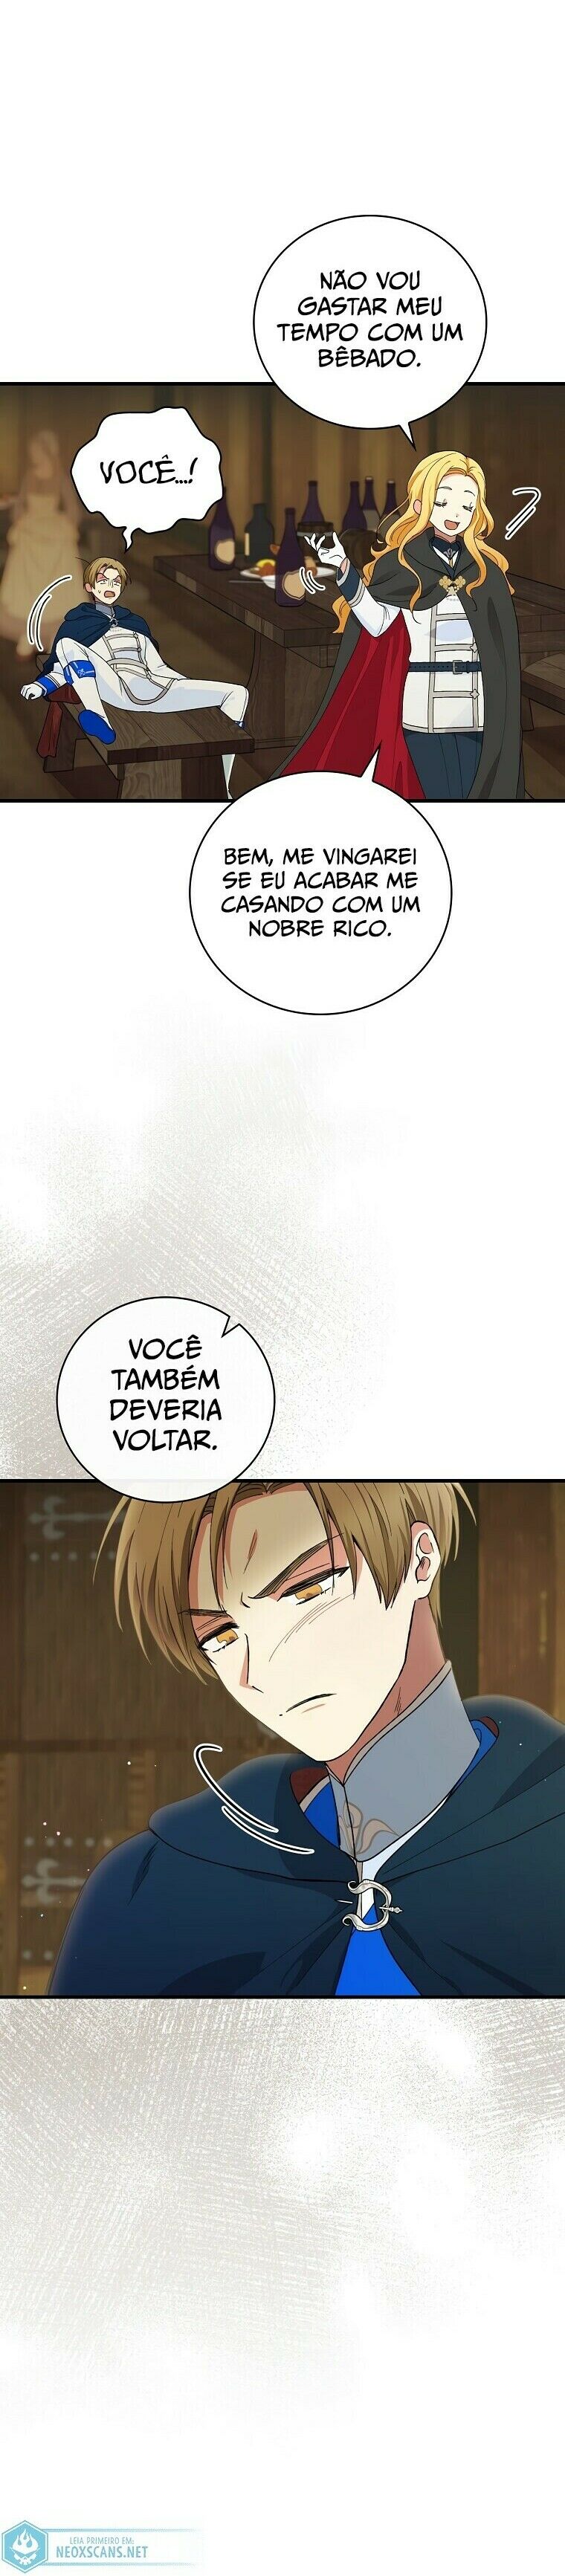 NÃO VOU
GASTAR MEU
TEMPO COM UM
BÊBADO.
VOCÊ...!
BEM, ME VINGAREI
SE EU ACABAR ME
CASANDO COM UM
NOBRE RICO.
VOCÊ
TAMBÉM
DEVERIA
VOLTAR.
LEIA PRIMEIRO EM:
NEOXSCANS.NET